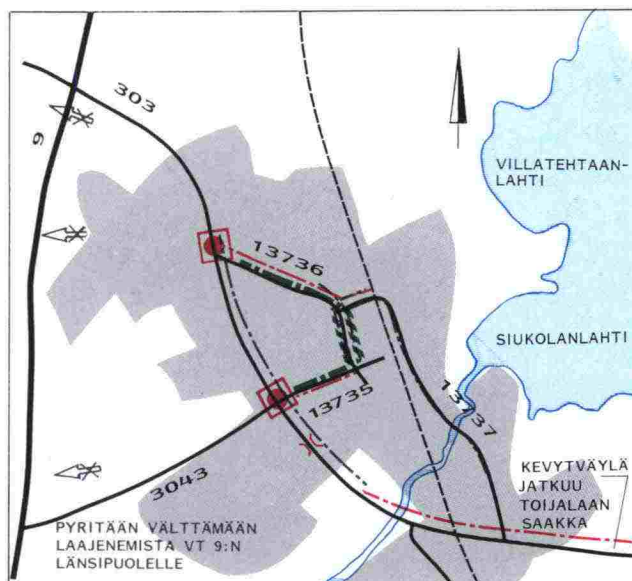 303
9
VILLATEHTAAN-
LAHTI
13736
SIUKOLANLAHTI
13735
13737
3043
KEVYTVÄYLÄ
JATKUU
TOIJALAAN
SAAKKA
PYRITÄÄN VÄLTTÄMÄÄN
LAAJENEMISTA VT 9:N
LÄNSIPUOLELLE